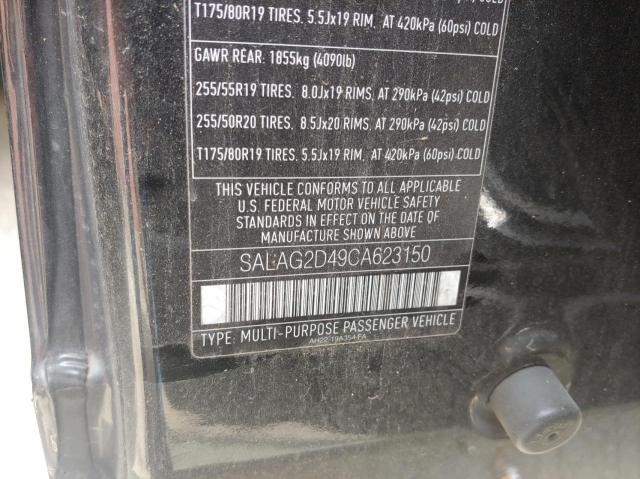 T175/80R19 TIRES, 5.5Jx19 RIM, AT 420kPa (60psi) COLD
GAWR REAR: 1855kg (4090lb)
255/55R19 TIRES, 8.0Jx19 RIMS, AT 290kPa (42psi) COLD
255/50R20 TIRES, 8.5Jx20 RIMS, AT 290kPa (42psi) COLD
T175/80R19 TIRES, 5.5Jx19 RIM, AT 420kPa (60psi) COLD
THIS VEHICLE CONFORMS TO ALL APPLICABLE
U.S. FEDERAL MOTOR VEHICLE SAFETY
STANDARDS IN EFFECT ON THE DATE OF
MANUFACTURE SHOWN ABOVE
SALAG2D49CA623150
TYPE: MULTI-PURPOSE PASSENGER VEHICLE
AH22-19A354-FA